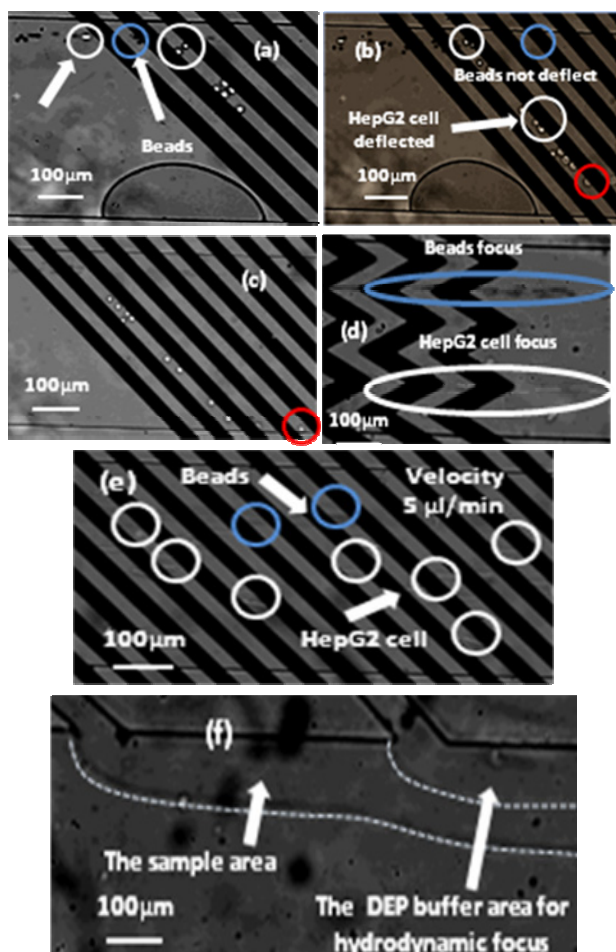 (a)
Beads
100µm
(b)
Beads not deflect
HepG2 cell
deflected
100µm
(c)
100µm
Beads focus
(d)
HepG2 cell focus
100µm
(e)
Beads
Velocity
5 µl/min
100µm
HepG2 cell
(f)
The sample area
The DEP buffer area for
hydrodynamic focus
100µm